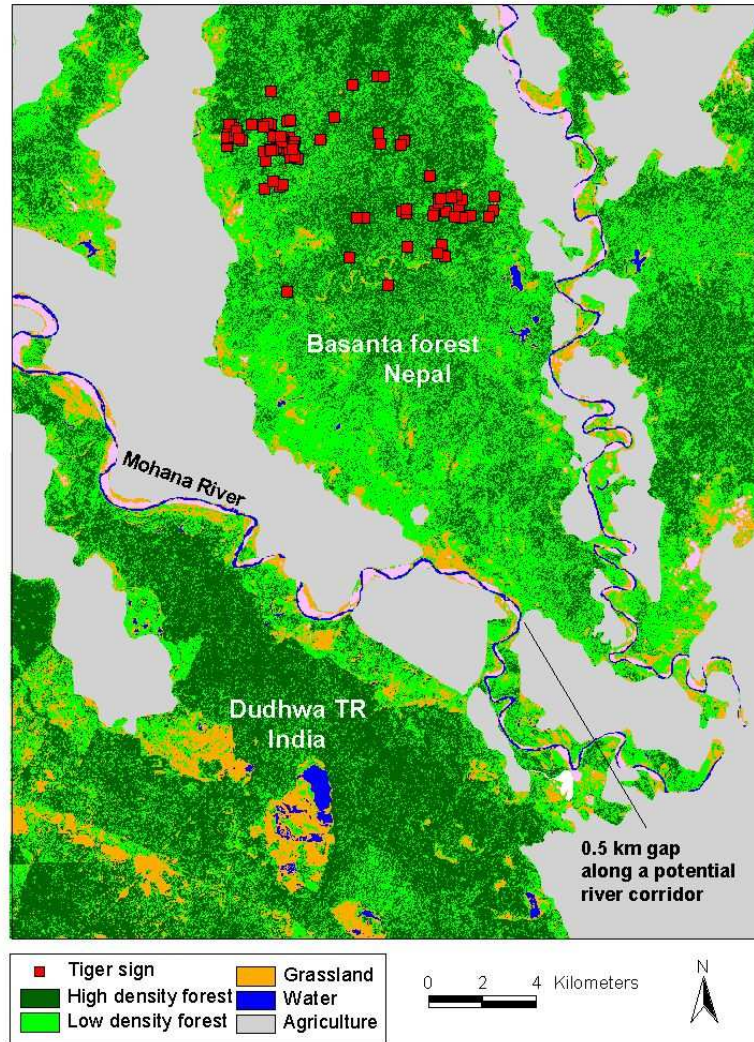 Basanta forest
Nepal
Mohana River
Dudhwa TR
India
0.5 km gap
along a potential
river corridor
Tiger sign
High density forest
Low density forest
Grassland
Water
Agriculture
0 2 4 Kilometers
N